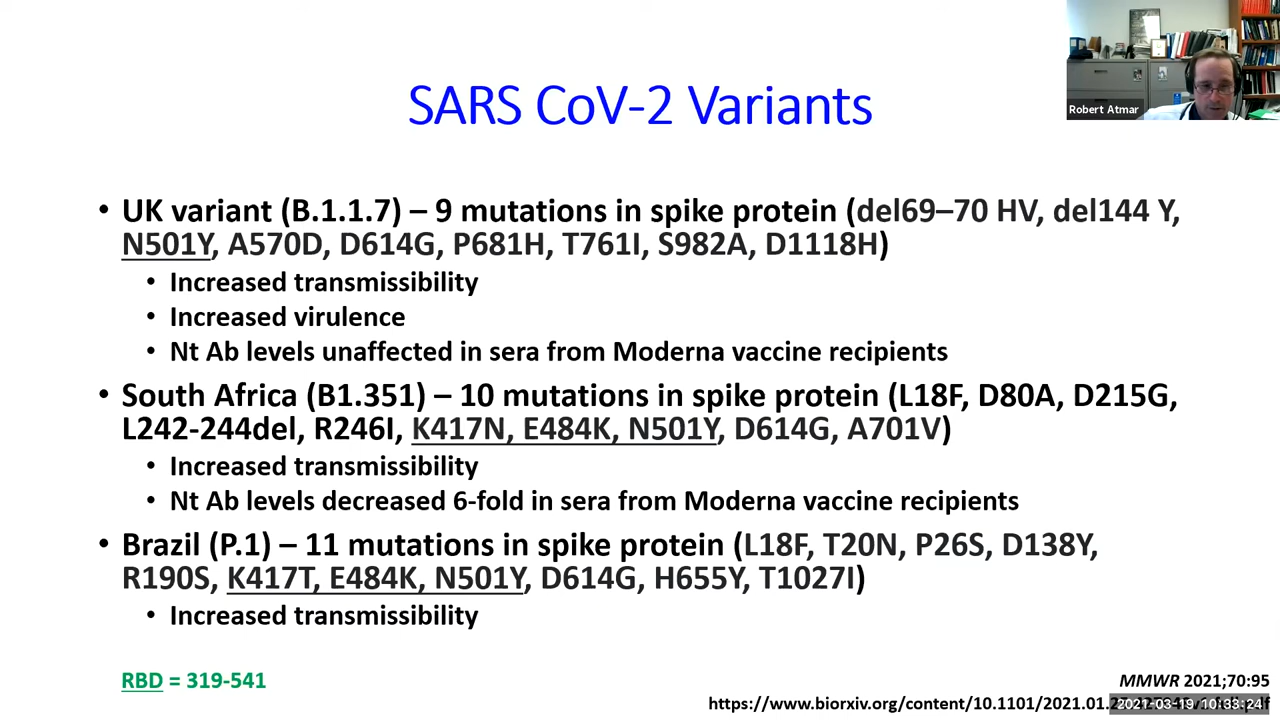 Robert Atmar
SARS CoV-2 Variants
• UK variant (B.1.1.7) – 9 mutations in spike protein (del69–70 HV, del144 Y,
N501Y, A570D, D614G, P681H, T761I, S982A, D1118H)
• Increased transmissibility
• Increased virulence
• Nt Ab levels unaffected in sera from Moderna vaccine recipients
• South Africa (B1.351) – 10 mutations in spike protein (L18F, D80A, D215G,
L242-244del, R246I, K417N, E484K, N501Y, D614G, A701V)
• Increased transmissibility
• Nt Ab levels decreased 6-fold in sera from Moderna vaccine recipients
• Brazil (P.1) – 11 mutations in spike protein (L18F, T20N, P26S, D138Y,
R190S, K417T, E484K, N501Y, D614G, H655Y, T1027I)
• Increased transmissibility
RBD = 319-541
MMWR 2021;70:95
https://www.biorxiv.org/content/10.1101/2021.01.
2021-03-19 10:33:24